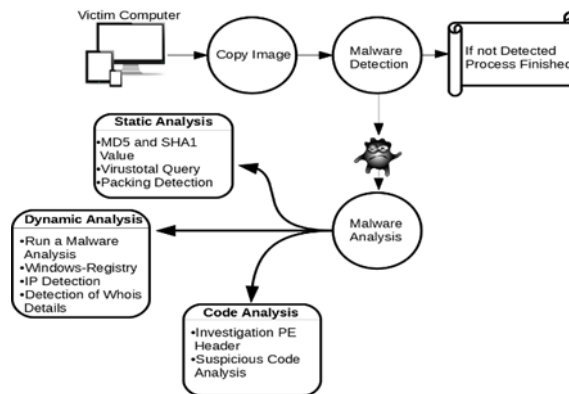 Victim Computer
Copy Image
Malware
Detection
If not Detected
Process Finished
Static Analysis
•MD5 and SHA1
Value
•Virustotal Query
•Packing Detection
Malware
Analysis
Dynamic Analysis
•Run a Malware
Analysis
•Windows-Registry
•IP Detection
•Detection of Whois
Details
Code Analysis
•Investigation PE
Header
•Suspicious Code
Analysis